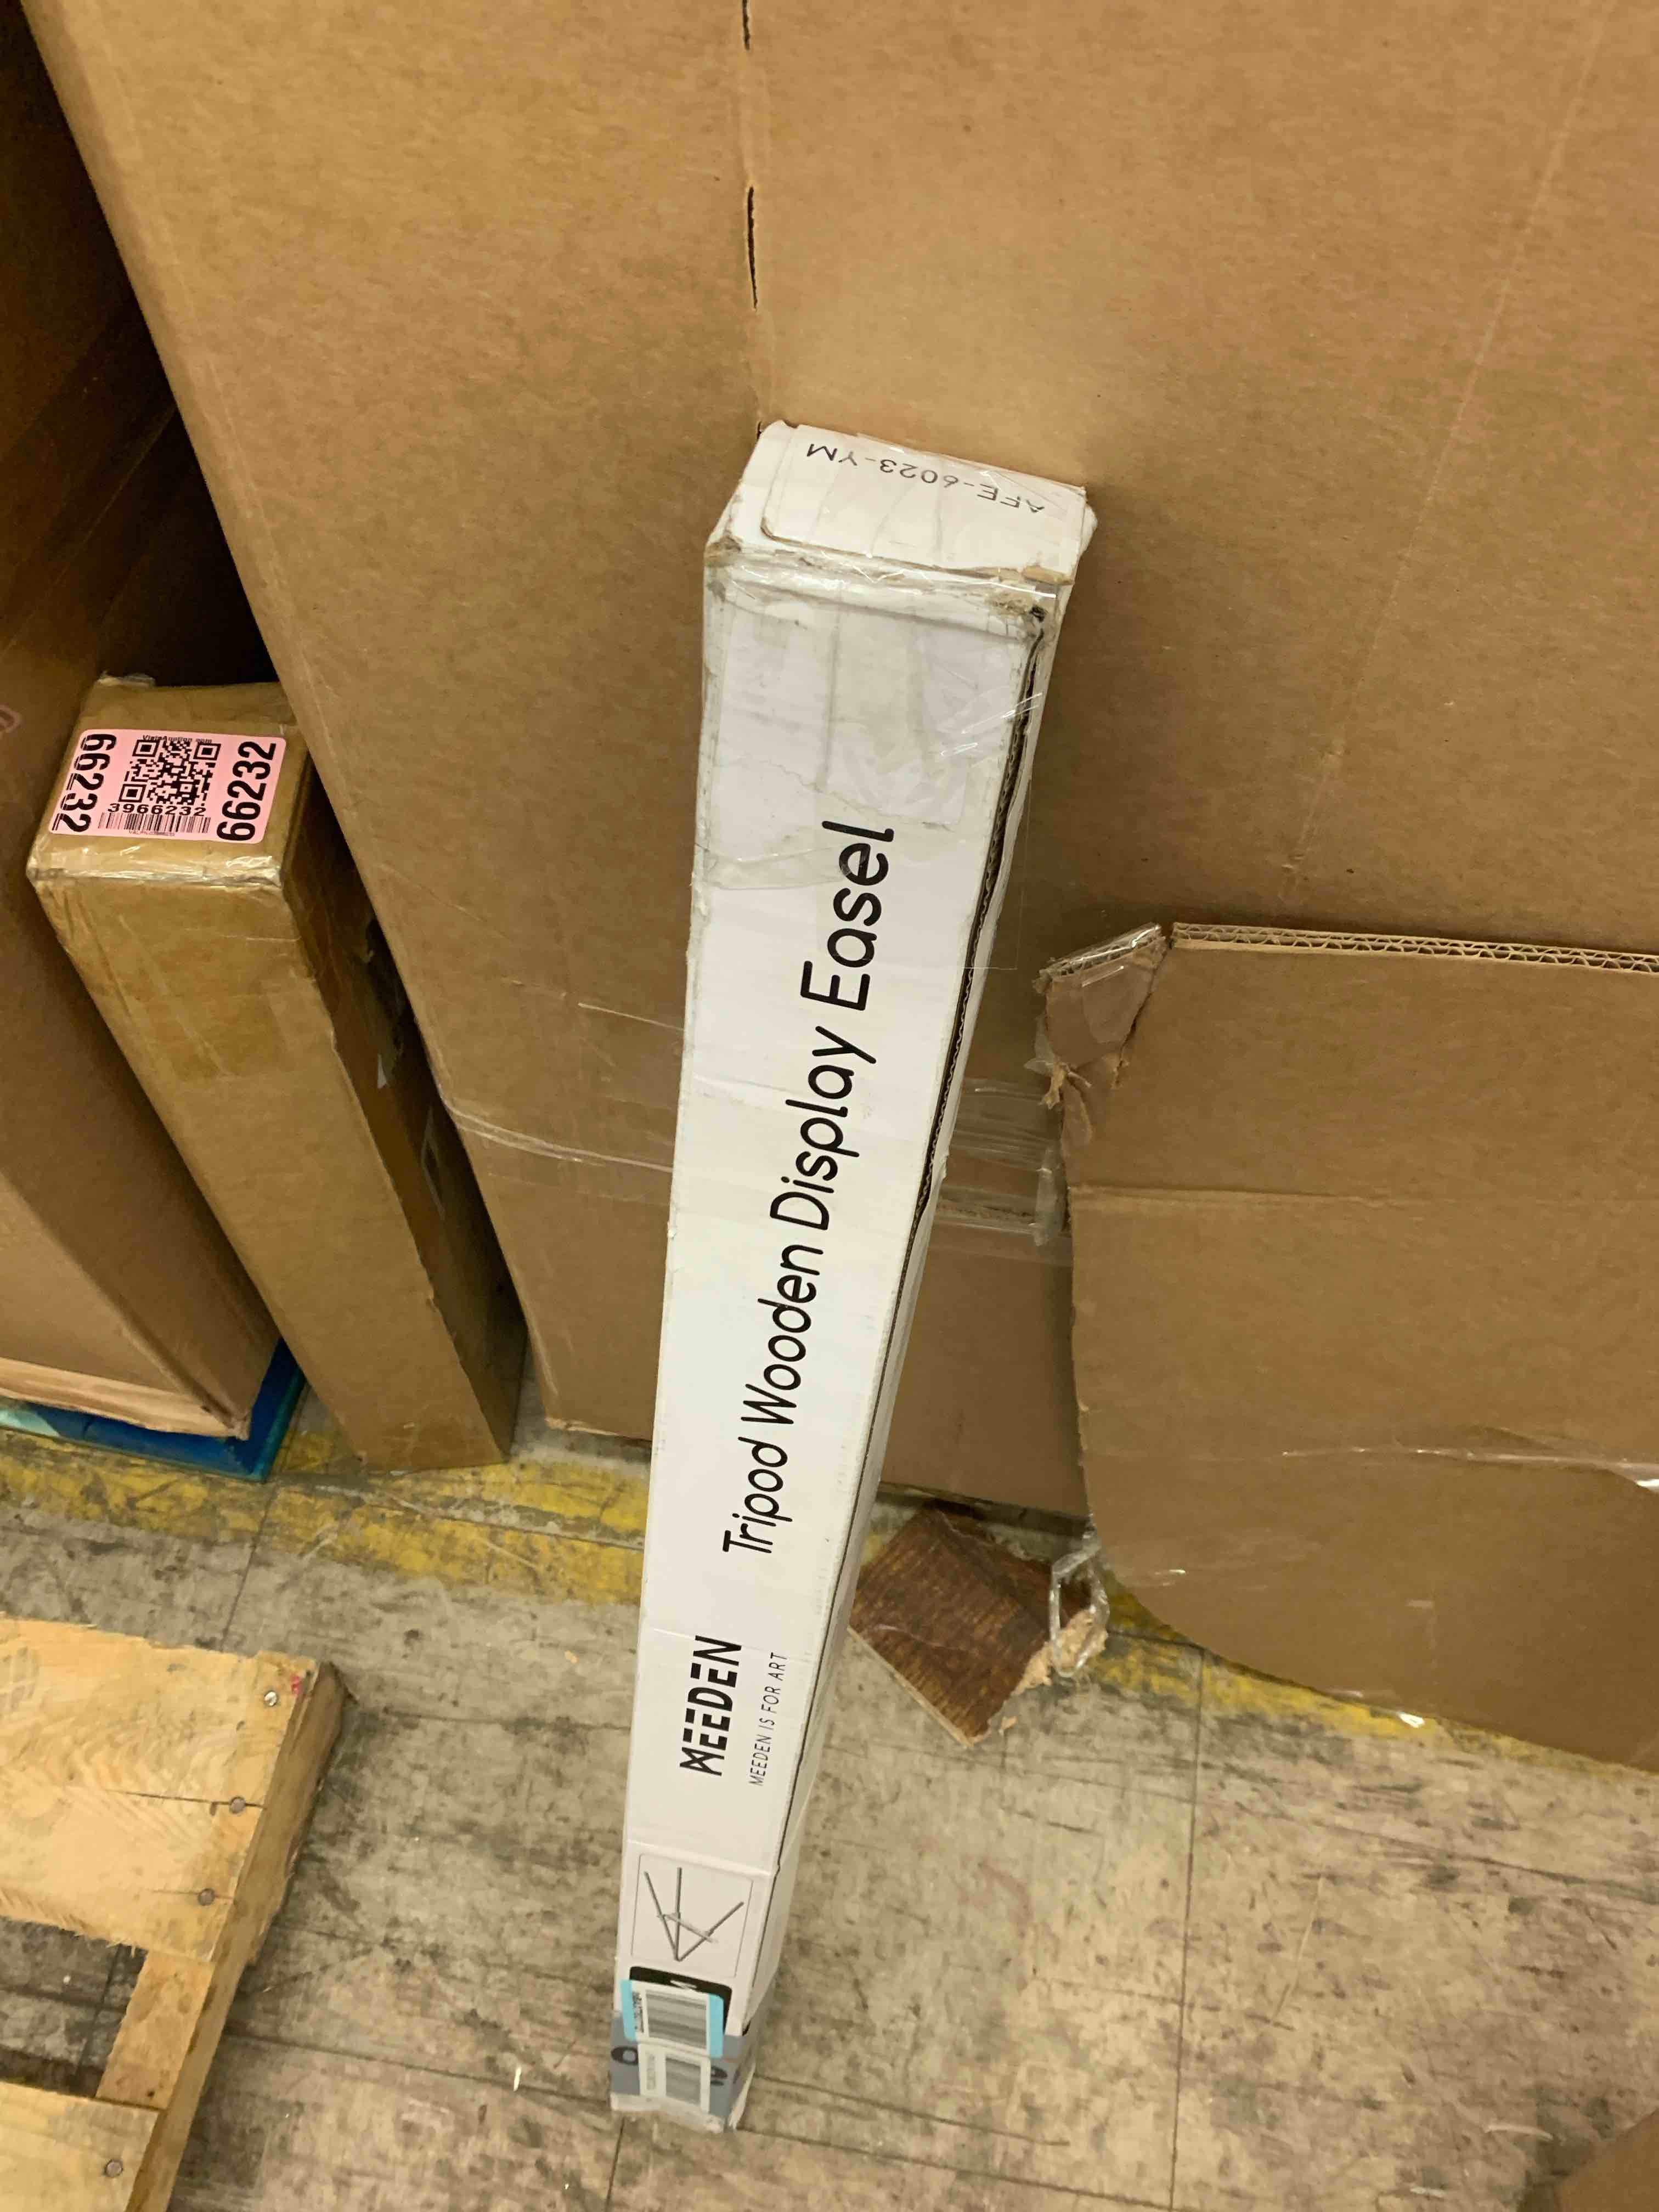 AFE-6023-YM
Tripod Wooden Display Easel
MEEDEN
MEEDEN IS FOR ART
66232
3966232
66232